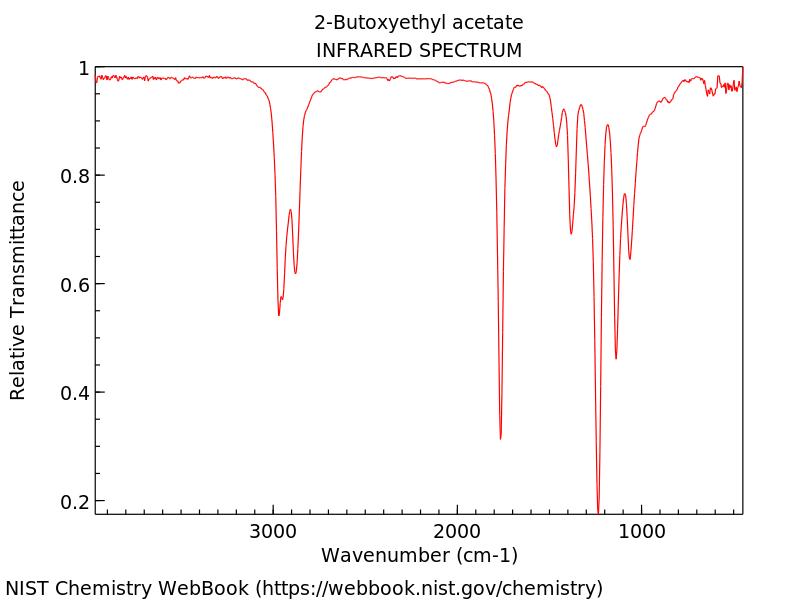 2-Butoxyethyl acetate
INFRARED SPECTRUM
1
0.8
0.6
0.4
0.2
Relative Transmittance
3000 2000 1000
Wavenumber (cm-1)
NIST Chemistry WebBook (https://webbook.nist.gov/chemistry)